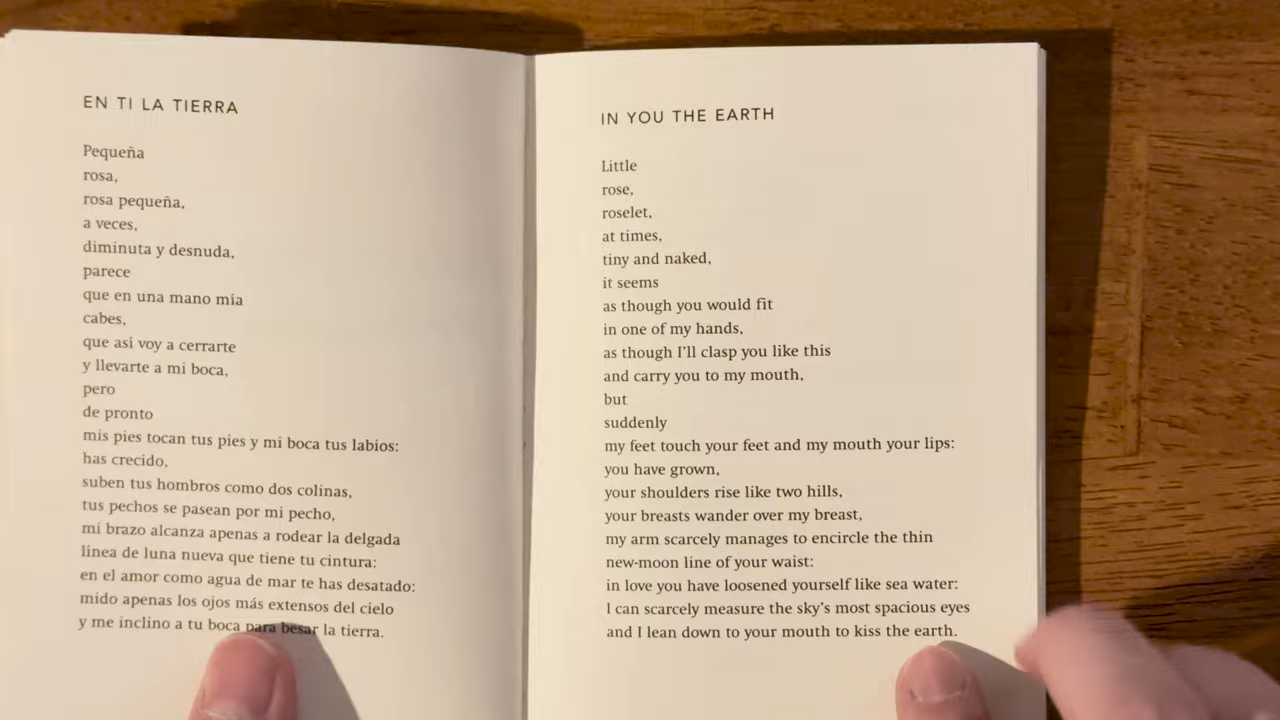 EN TI LA TIERRA
Pequeña
rosa,
rosa pequeña,
a veces,
diminuta y desnuda,
parece
que en una mano mía
cabes,
que así voy a cerrarte
y llevarte a mi boca,
pero
de pronto
mis pies tocan tus pies y mi boca tus labios:
has crecido,
suben tus hombros como dos colinas,
tus pechos se pasean por mi pecho,
mi brazo alcanza apenas a rodear la delgada
línea de luna nueva que tiene tu cintura:
en el amor como agua de mar te has desatado:
mido apenas los ojos más extensos del cielo
y me inclino a tu boca para besar la tierra.
IN YOU THE EARTH
Little
rose,
roselet,
at times,
tiny and naked,
it seems
as though you would fit
in one of my hands,
as though I'll clasp you like this
and carry you to my mouth,
but
suddenly
my feet touch your feet and my mouth your lips:
you have grown,
your shoulders rise like two hills,
your breasts wander over my breast,
my arm scarcely manages to encircle the thin
new-moon line of your waist:
in love you have loosened yourself like sea water:
I can scarcely measure the sky's most spacious eyes
and I lean down to your mouth to kiss the earth.